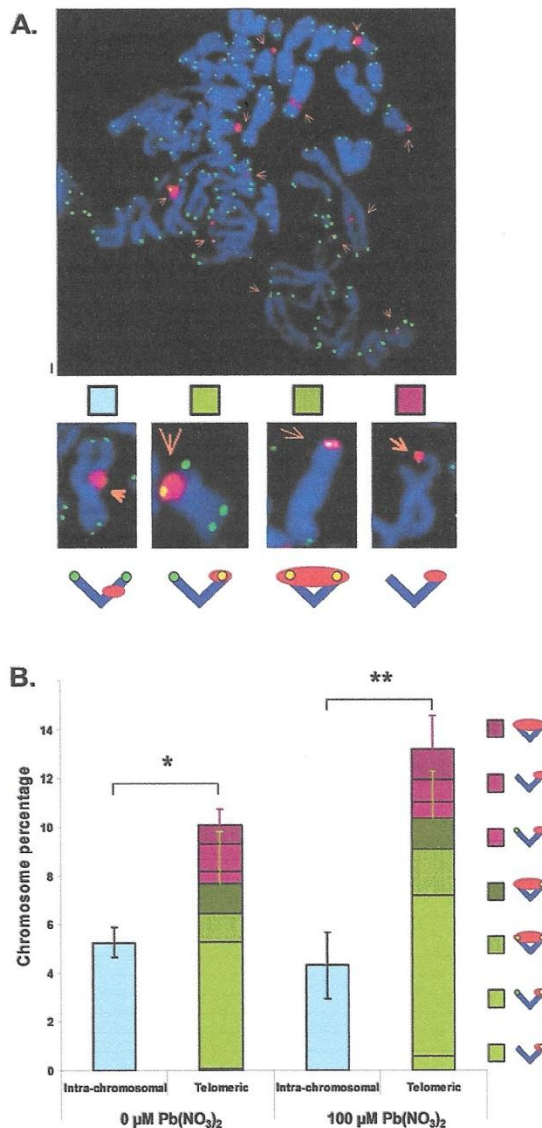 A.
B.
Chromosome percentage
14
12
10
8
6
4
2
0
*
**
Intra-chromosomal Telomeric Intra-chromosomal Telomeric
0 µM Pb(NO₃)₂ 100 µM Pb(NO₃)₂